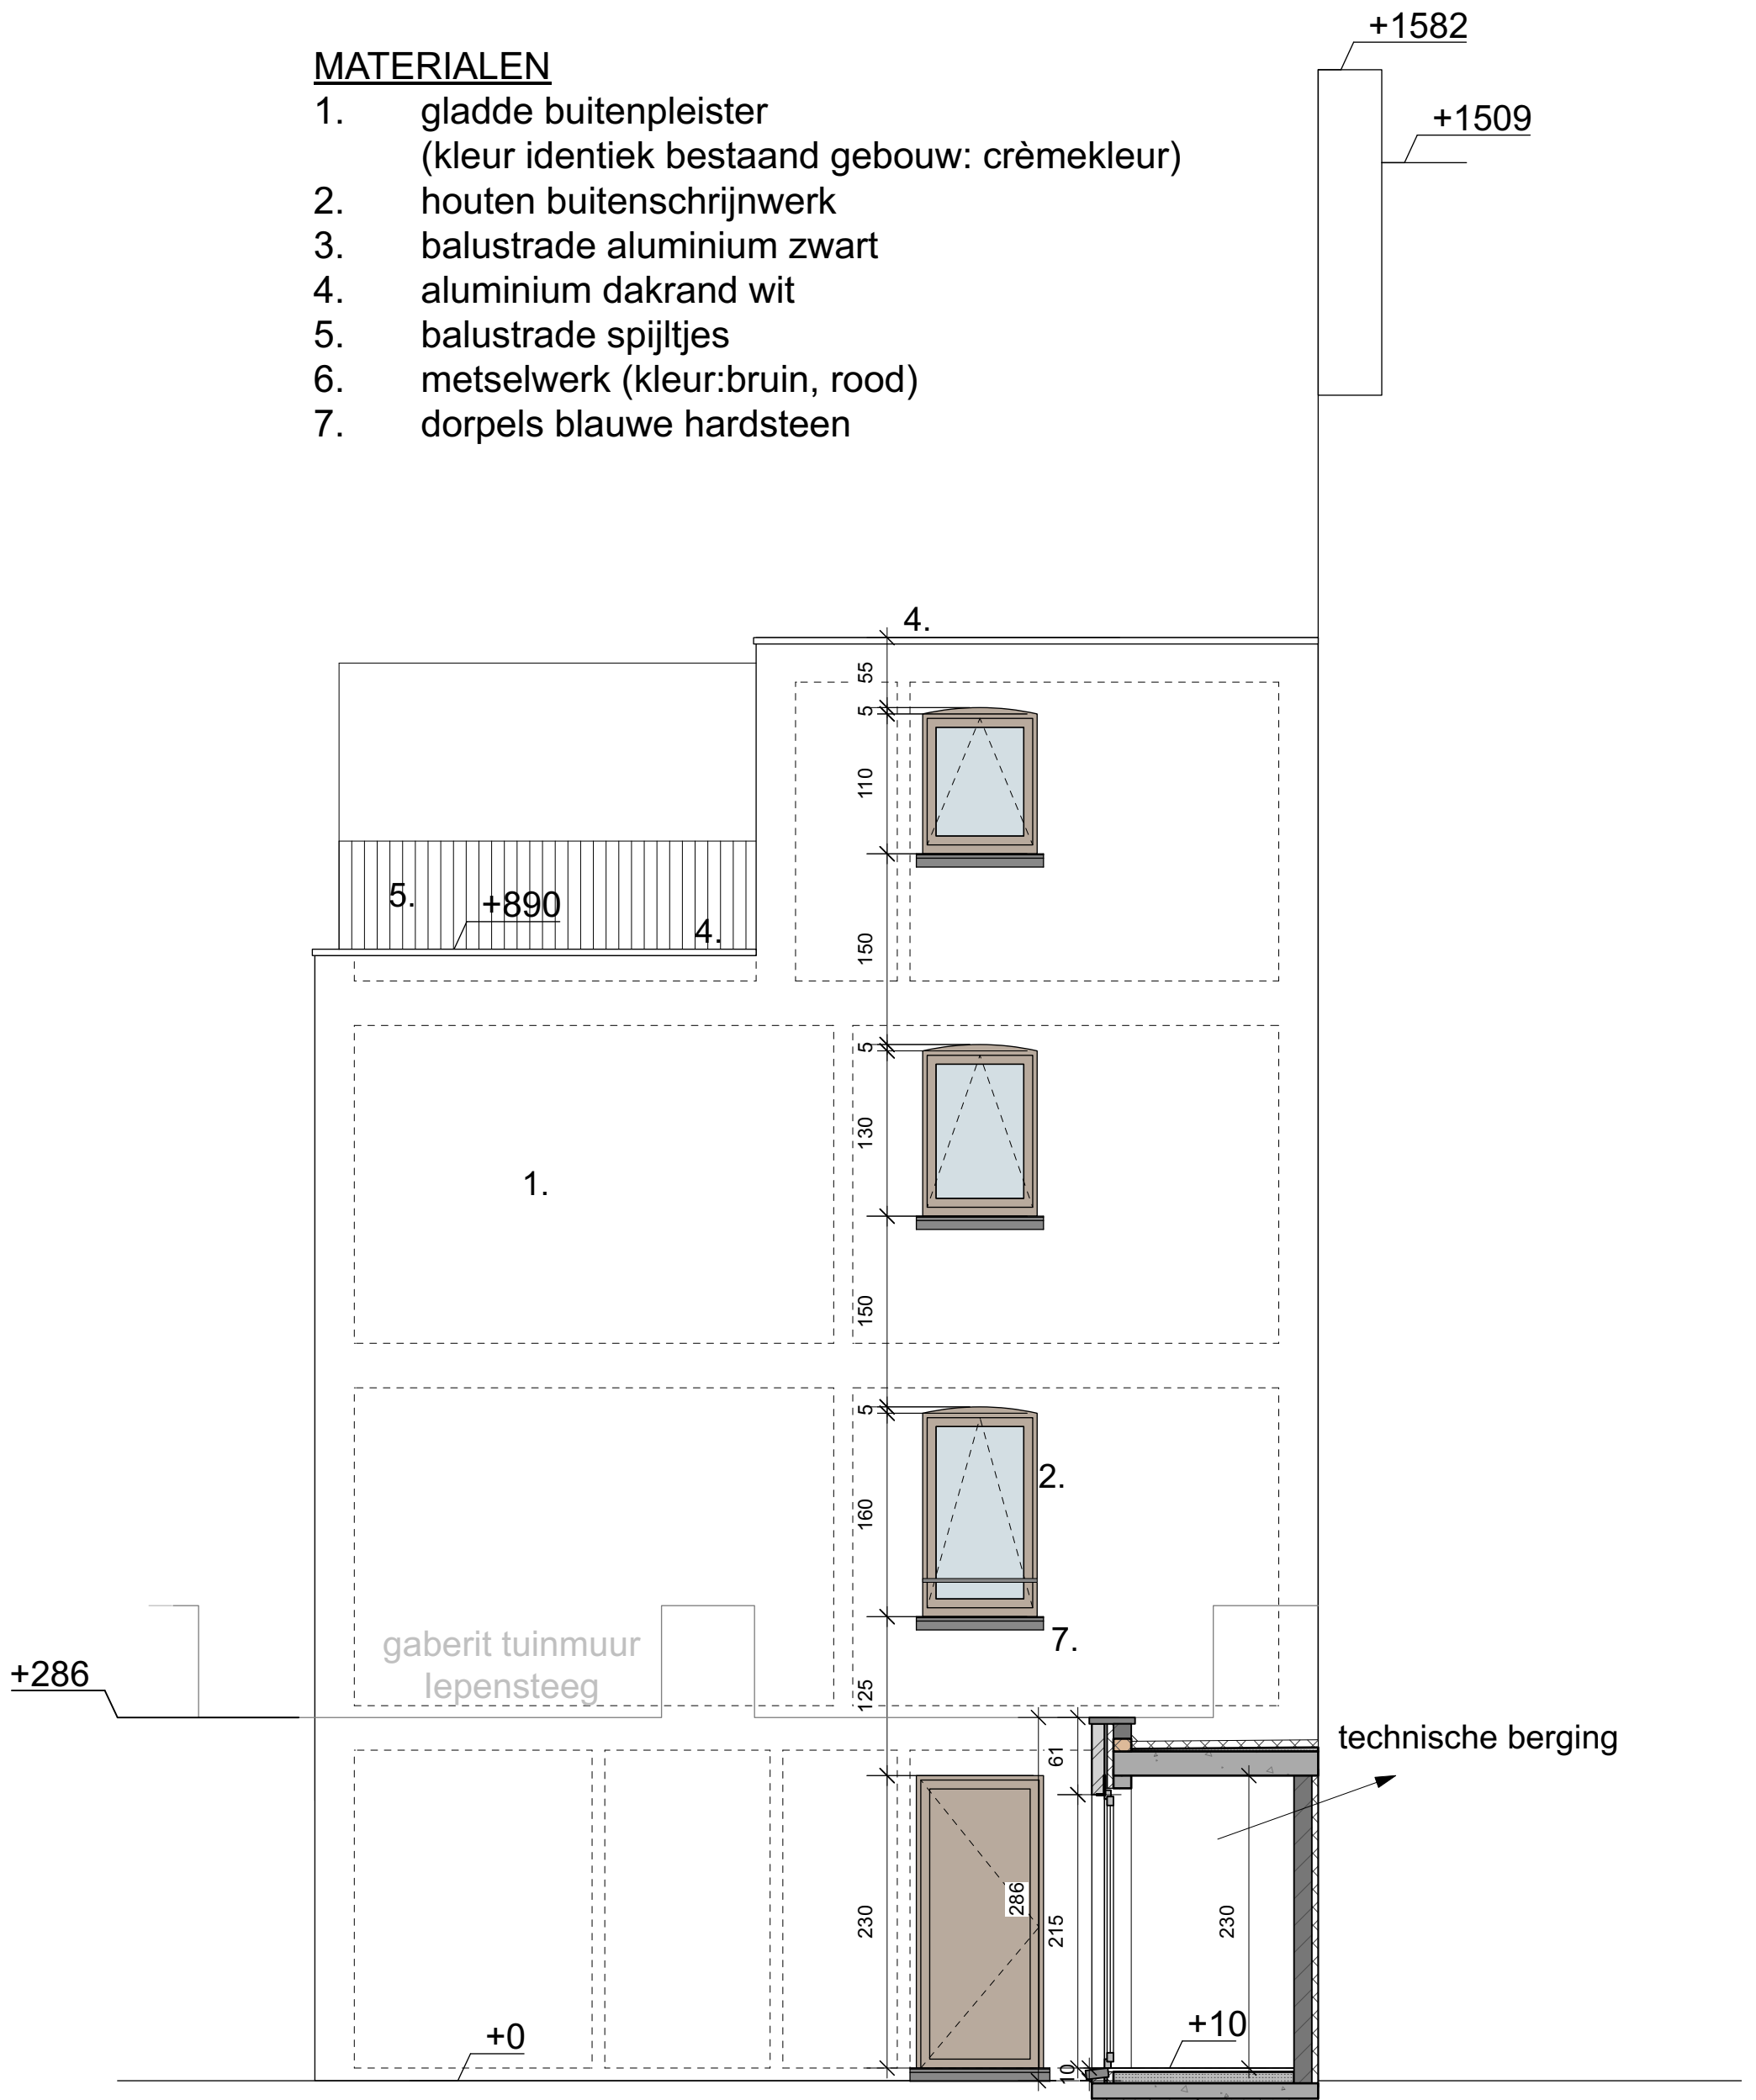 +1582
MATERIALEN
1. gladde buitenpleister
(kleur identiek bestaand gebouw: crèmekleur)
+1509
2. houten buitenschrijnwerk
3. balustrade aluminium zwart
4. aluminium dakrand wit
5. balustrade spijltjes
6. metselwerk (kleur:bruin, rood)
7. dorpels blauwe hardsteen
4.
55
5
110
5.
+890
4.
150
5
130
1.
150
5
2.
160
7.
gaberit tuinmuur
Iepensteeg
+286
125
technische berging
61
286
230
215
230
+0
+10
10